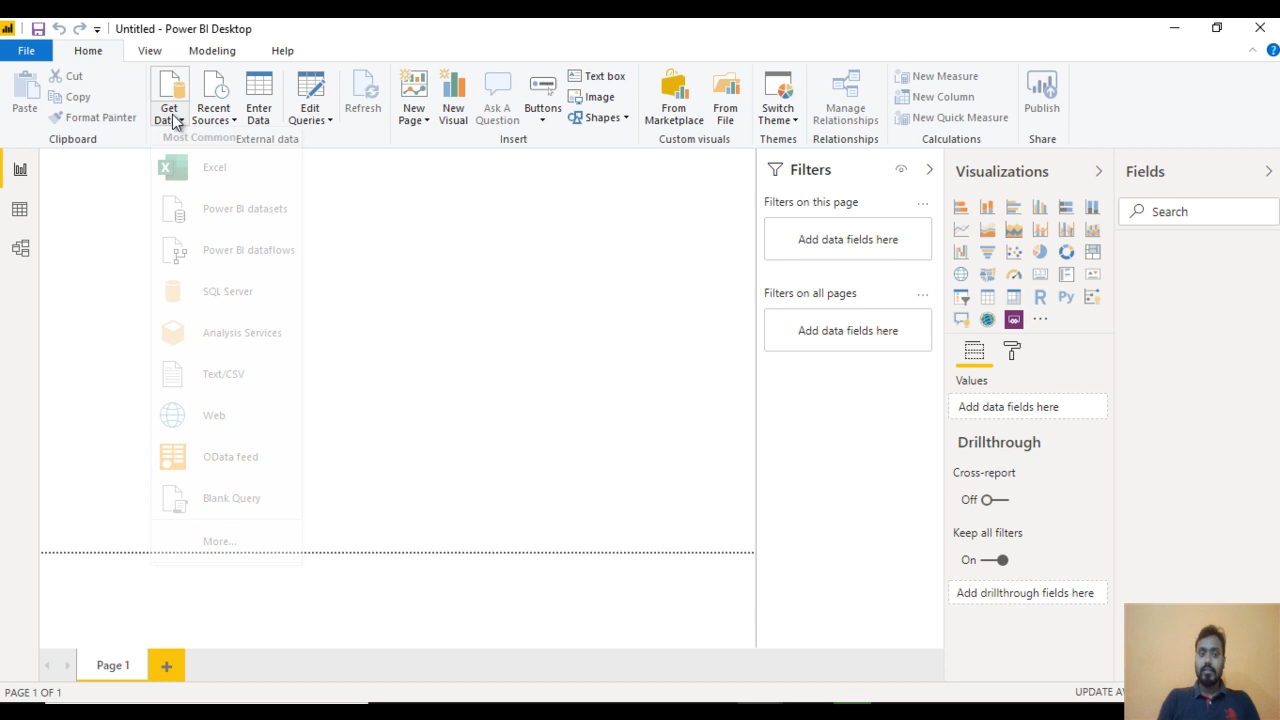 Untitled - Power BI Desktop
File Home View Modeling Help
Paste
Cut
Copy
Format Painter
Clipboard
Get Data
Recent Sources
Enter Data
Edit Queries
Refresh
External data
New Page
New Visual
Ask A Question
Buttons
Text box
Image
Shapes
Insert
From Marketplace
From File
Custom visuals
Switch Theme
Themes
Manage Relationships
Relationships
New Measure
New Column
New Quick Measure
Calculations
Publish
Share
Most Common
Excel
Power BI datasets
Power BI dataflows
SQL Server
Analysis Services
Text/CSV
Web
OData feed
Blank Query
More...
Filters
Filters on this page ...
Add data fields here
Filters on all pages ...
Add data fields here
Visualizations
R Py
...
Values
Add data fields here
Drillthrough
Cross-report
Off
Keep all filters
On
Add drillthrough fields here
Fields
Search
Page 1
PAGE 1 OF 1
UPDATE